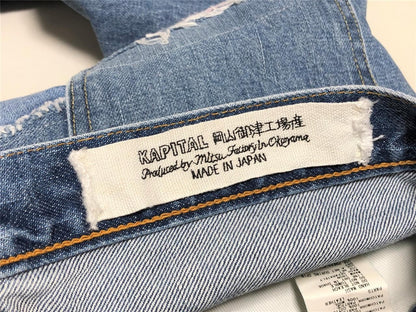 KAPITAL 岡山御津工場産
Produced by Mitsu Factory In Okayama
MADE IN JAPAN